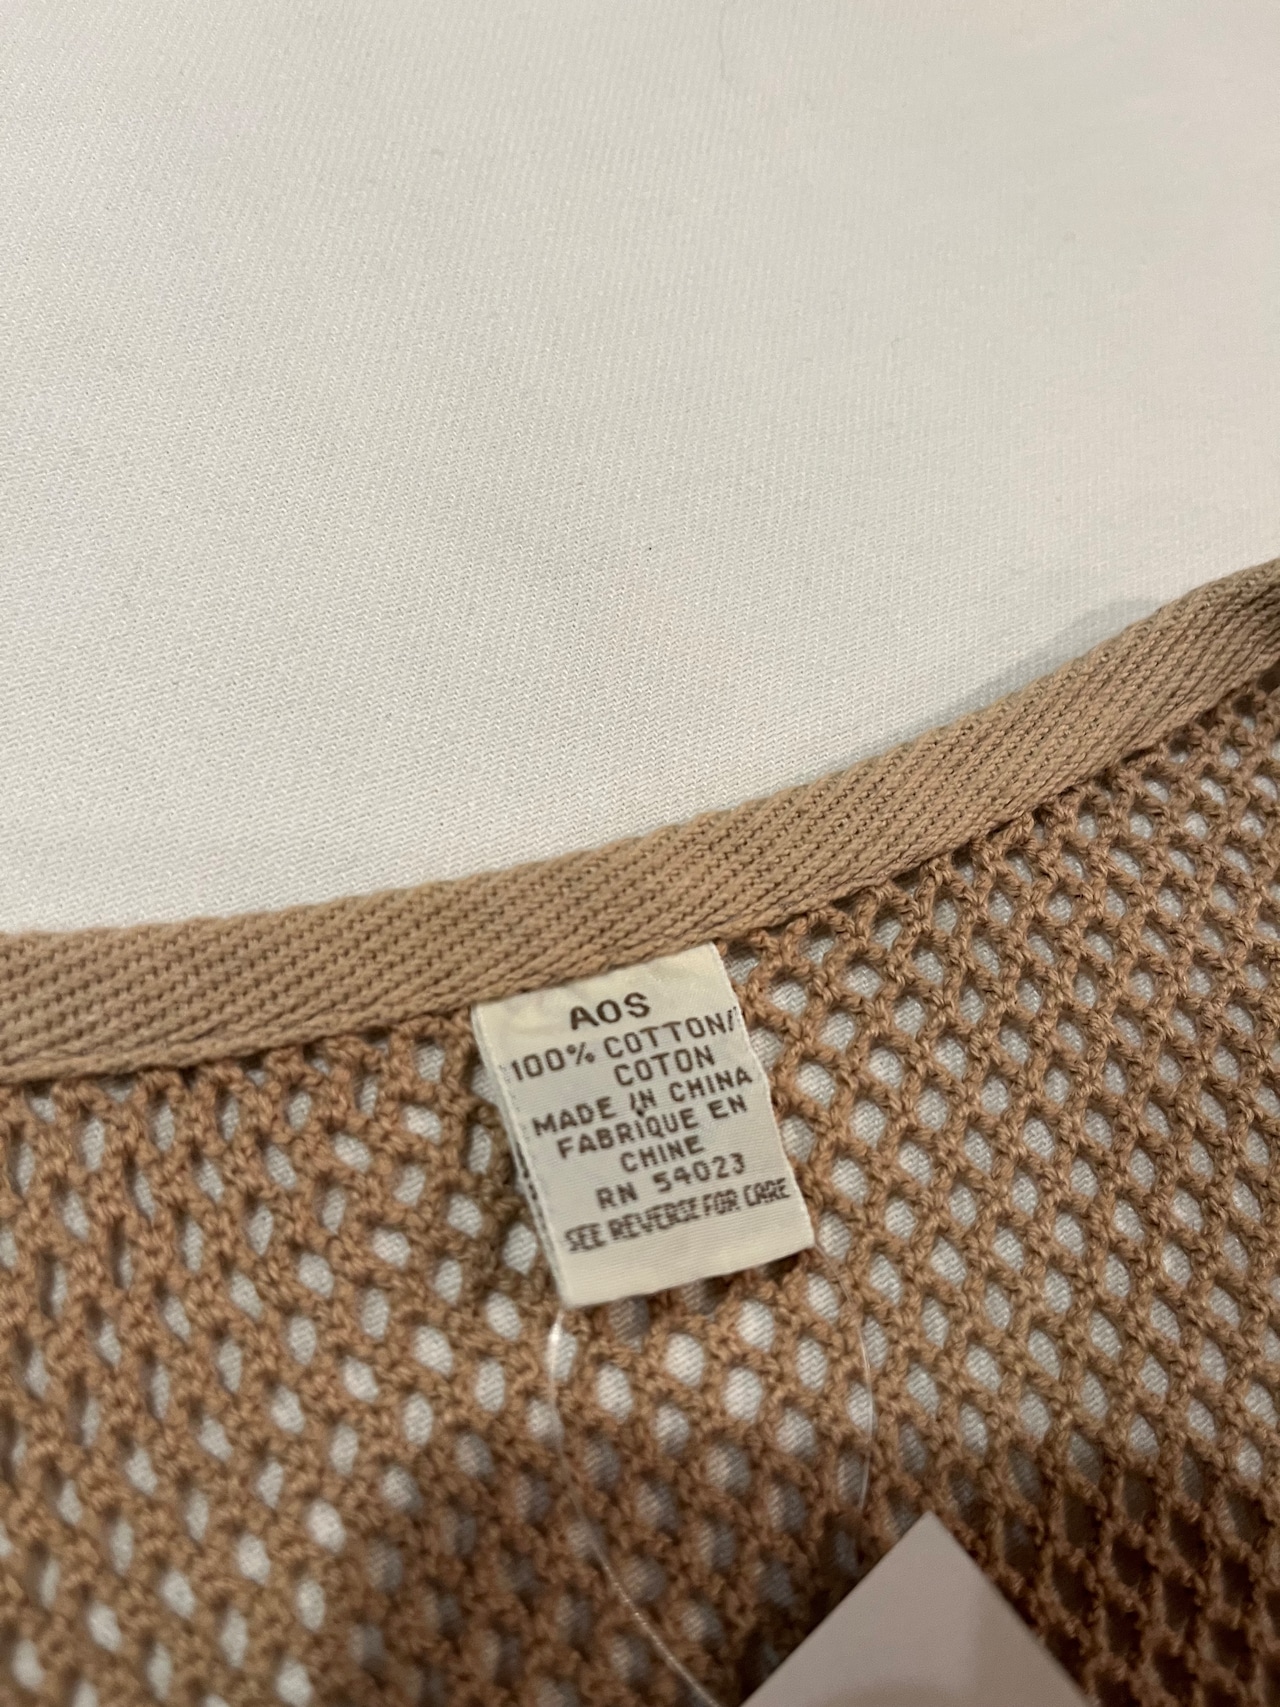 AOS
100% COTTON/
COTON
MADE IN CHINA
FABRIQUE EN
CHINE
RN 54023
SEE REVERSE FOR CARE